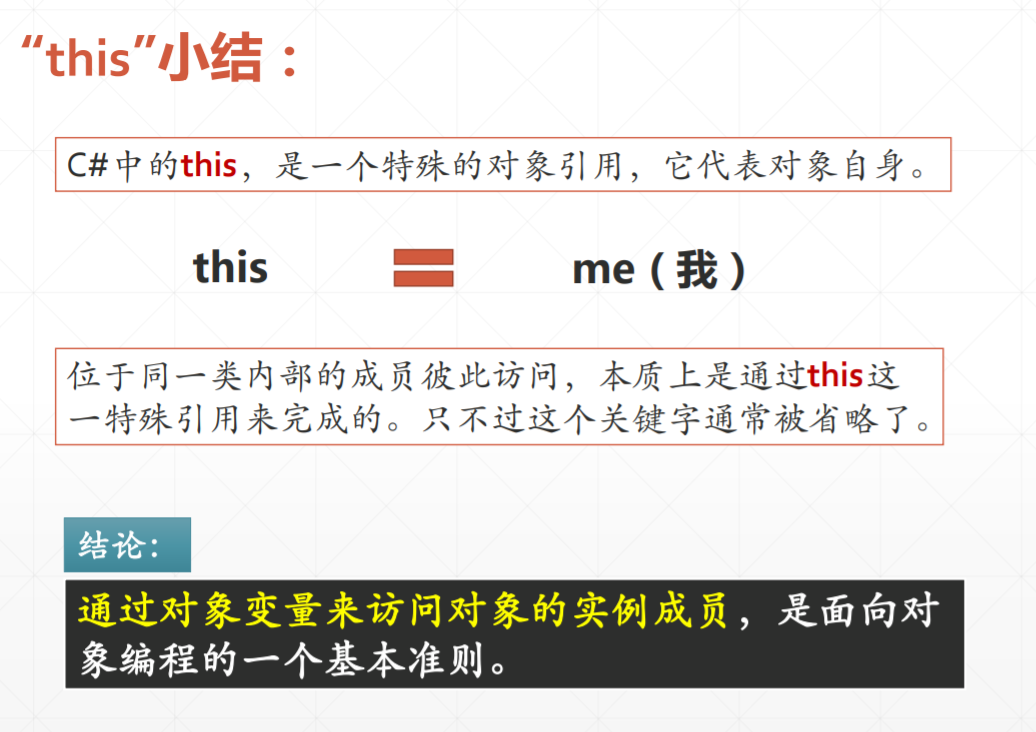 “this”小结：
C#中的this，是一个特殊的对象引用，它代表对象自身。
this = me（我）
位于同一类内部的成员彼此访问，本质上是通过this这
一特殊引用来完成的。只不过这个关键字通常被省略了。
结论：
通过对象变量来访问对象的实例成员，是面向对
象编程的一个基本准则。